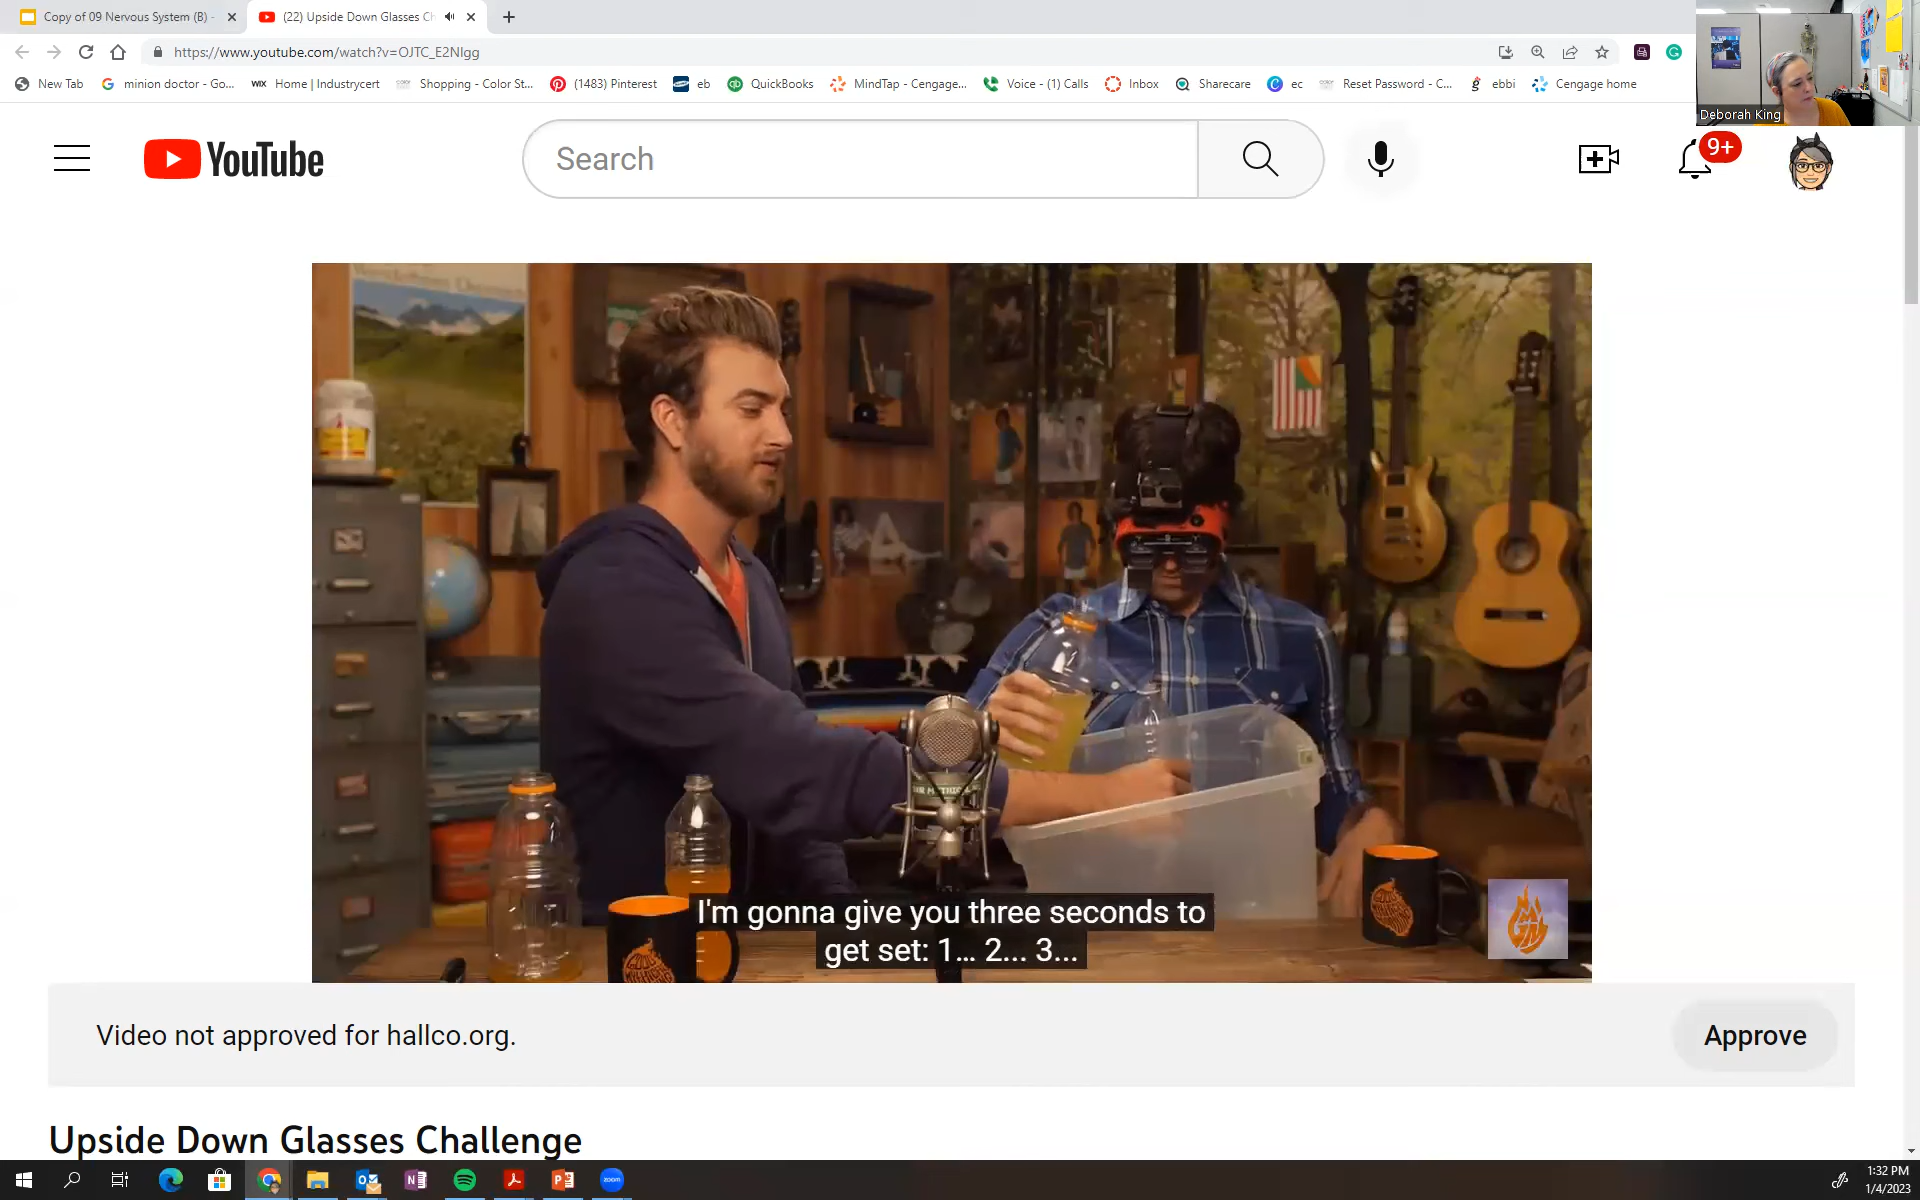 Copy of 09 Nervous System (B) -
(22) Upside Down Glasses Ch
https://www.youtube.com/watch?v=OJTC_E2NIgg
New Tab
minion doctor - Go...
WIX Home | Industrycert
Shopping - Color St...
(1483) Pinterest
eb
QuickBooks
MindTap - Cengage...
Voice - (1) Calls
Inbox
Sharecare
ec
Reset Password - C...
ebbi
Cengage home
Deborah King
YouTube
Search
9+
I'm gonna give you three seconds to
get set: 1... 2... 3...
Video not approved for hallco.org.
Approve
Upside Down Glasses Challenge
zoom
1:32 PM
1/4/2023